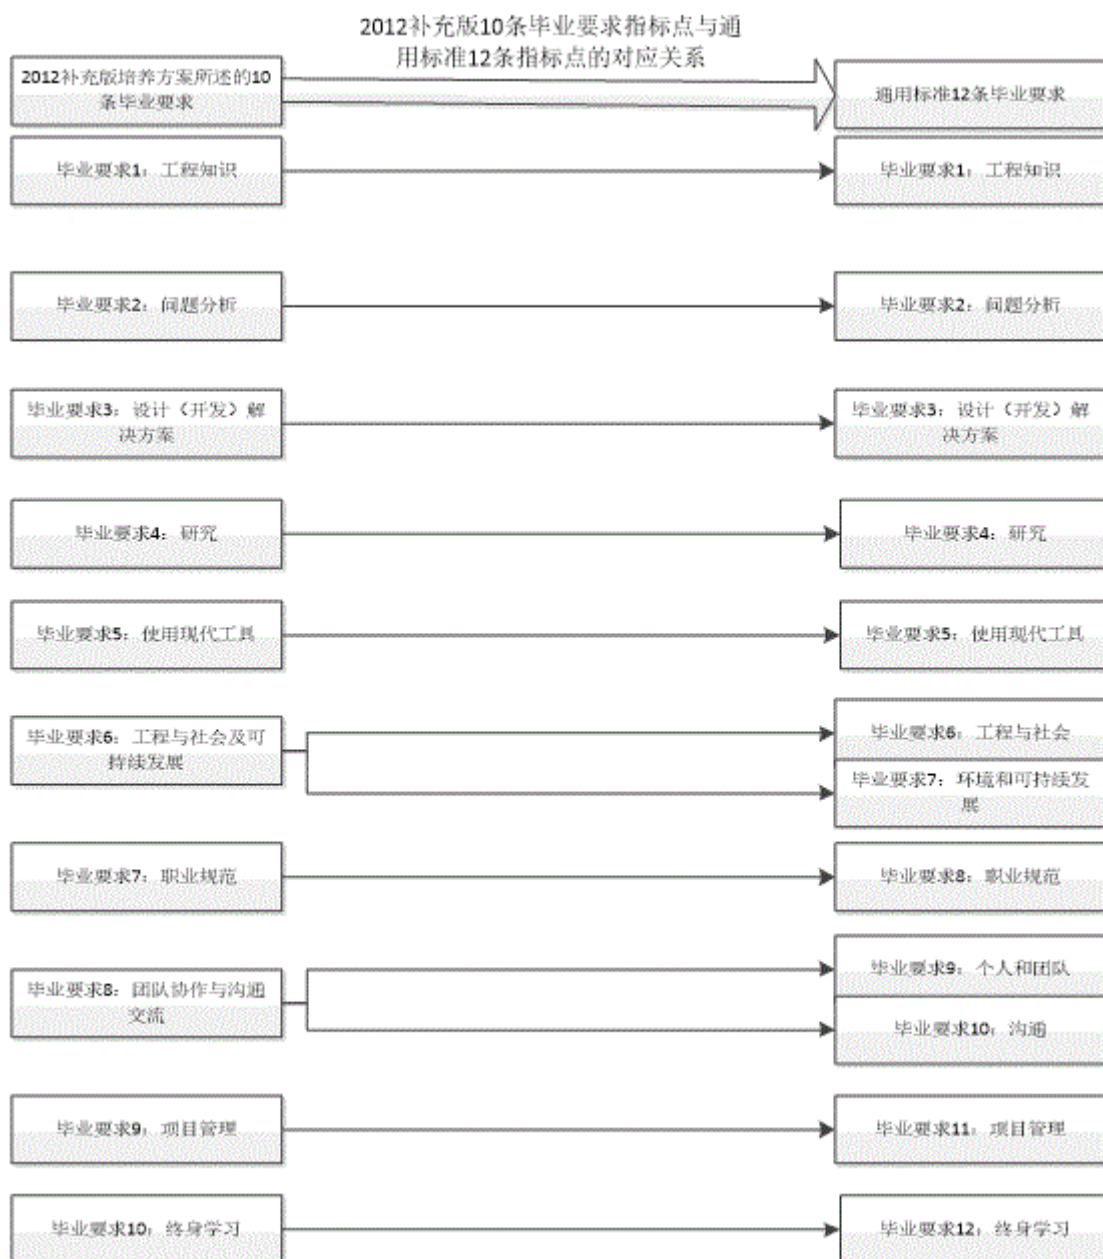 2012补充版10条毕业要求指标点与通
用标准12条指标点的对应关系
2012补充版培养方案所述的10
条毕业要求
通用标准12条毕业要求
毕业要求1：工程知识
毕业要求1：工程知识
毕业要求2：问题分析
毕业要求2：问题分析
毕业要求3：设计（开发）解
决方案
毕业要求3：设计（开发）解
决方案
毕业要求4：研究
毕业要求4：研究
毕业要求5：使用现代工具
毕业要求5：使用现代工具
毕业要求6：工程与社会及可
持续发展
毕业要求6：工程与社会
毕业要求7：环境和可持续发
展
毕业要求7：职业规范
毕业要求8：职业规范
毕业要求8：团队协作与沟通
交流
毕业要求9：个人和团队
毕业要求10：沟通
毕业要求9：项目管理
毕业要求11：项目管理
毕业要求10：终身学习
毕业要求12：终身学习